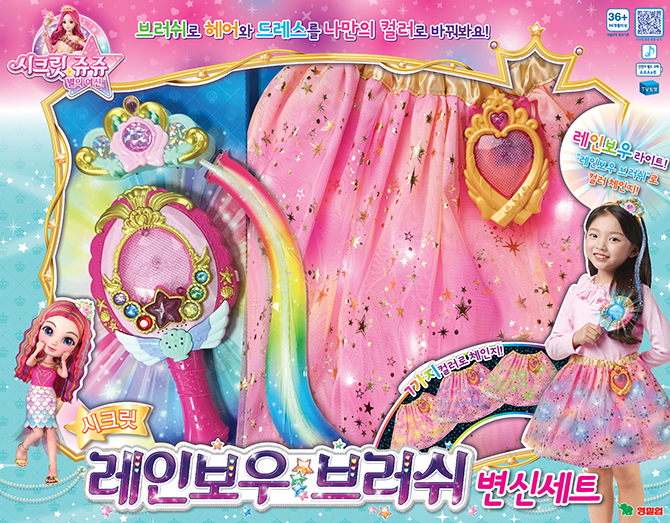 브러쉬로 헤어와 드레스를 나만의 컬러로 바꿔봐요!
36+
시크릿 쥬쥬
별의 여신
레인보우 라이트!
"레인보우 브러쉬"로
컬러 체인지!
7가지 컬러로 체인지!
시크릿
레인보우 브러쉬 변신세트
영실업